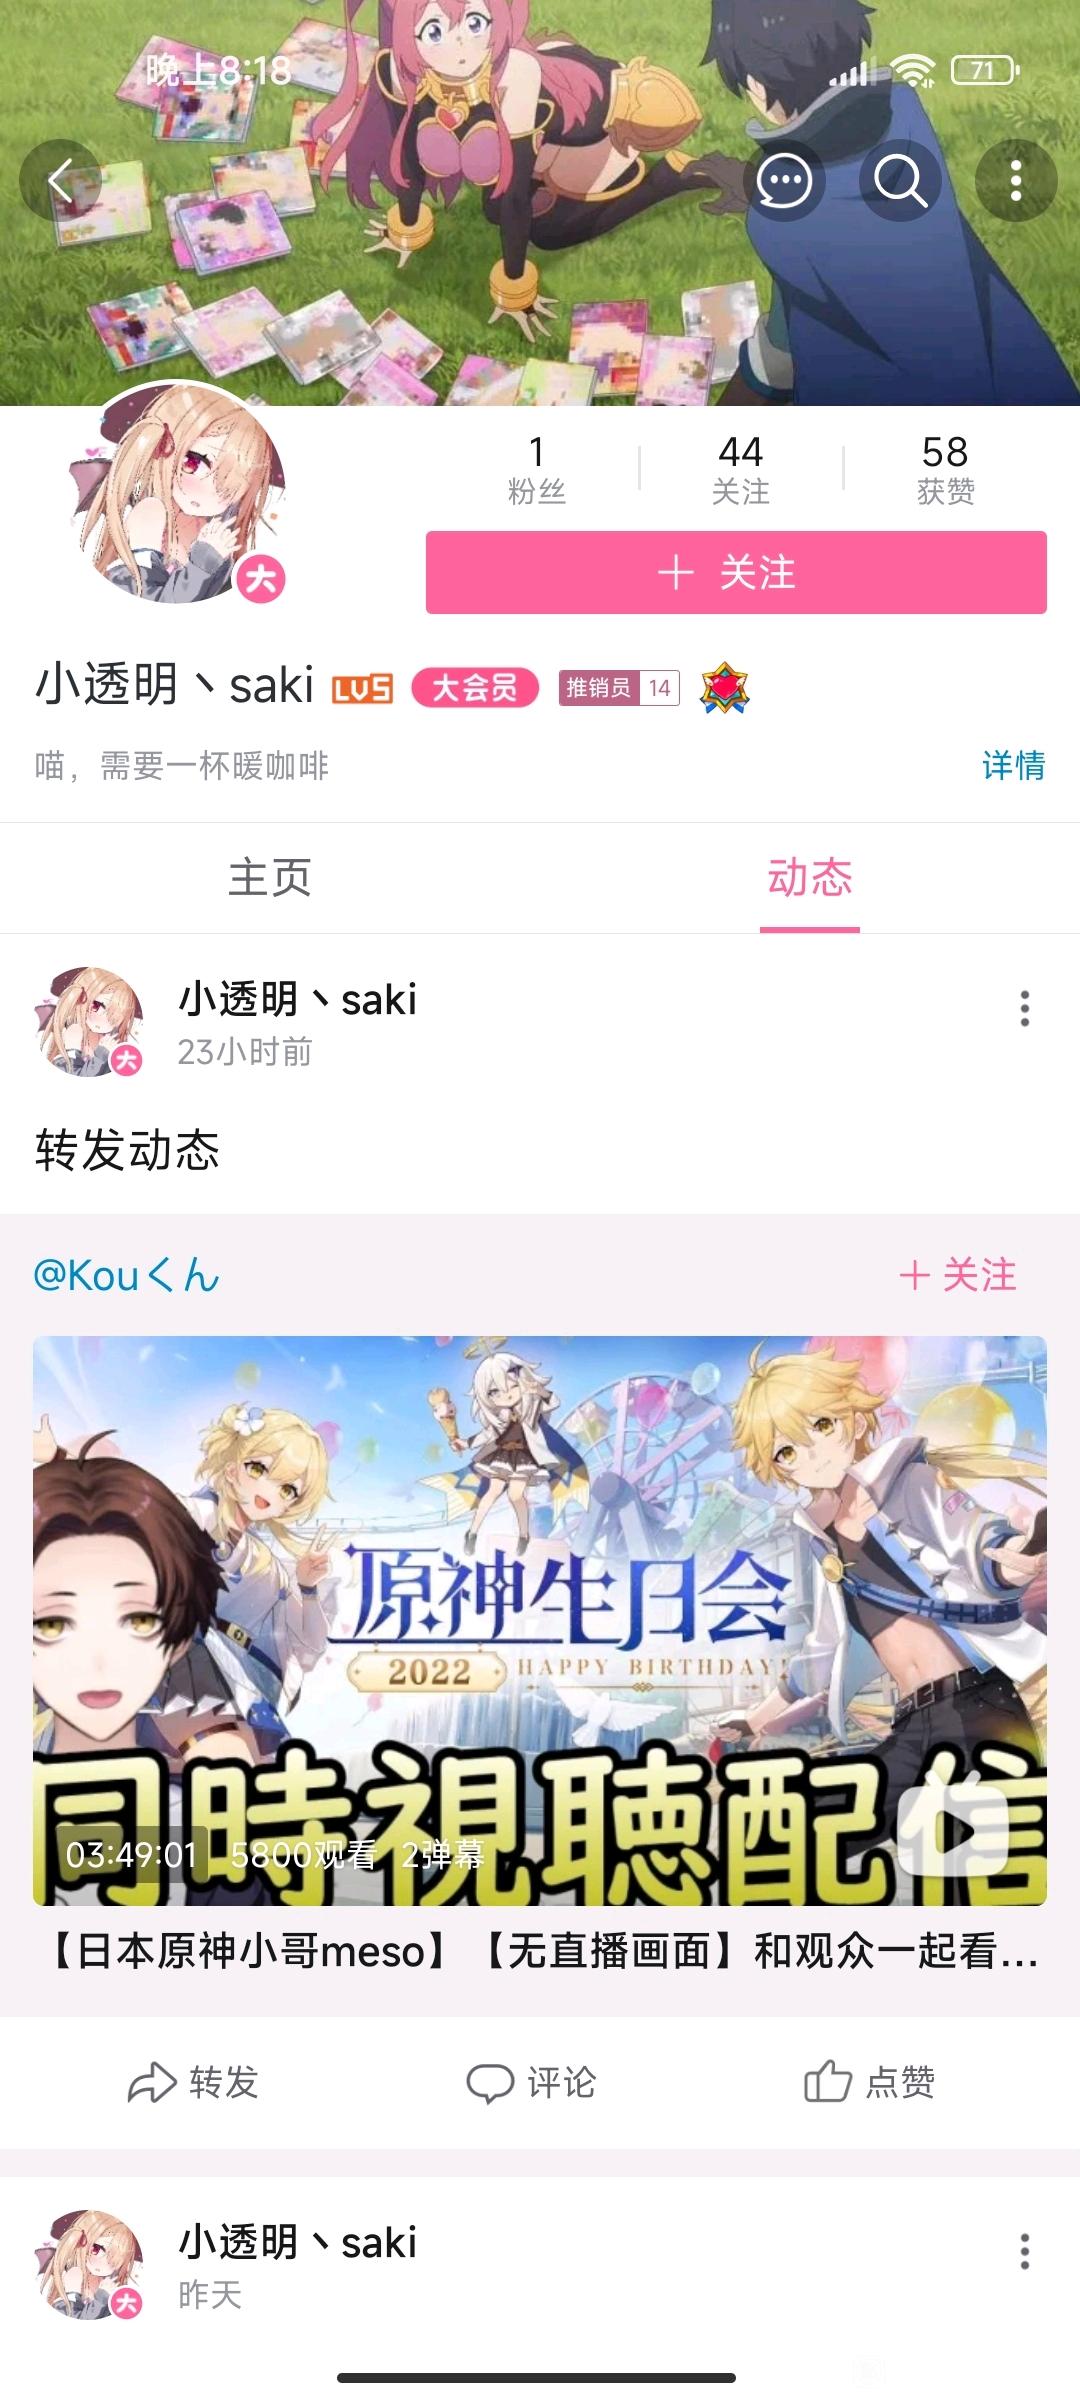 晚上8:18
71
1
44
58
粉丝
关注
获赞
关注
小透明丶saki LV5 大会员 推销员 14
喵，需要一杯暖咖啡
详情
主页
动态
小透明丶saki
23小时前
转发动态
@Kouくん
关注
原神生日会
2022 HAPPY BIRTHDAY!
同時視聴配信
03:49:01 5800观看 2弹幕
【日本原神小哥meso】【无直播画面】和观众一起看...
转发
评论
点赞
小透明丶saki
昨天